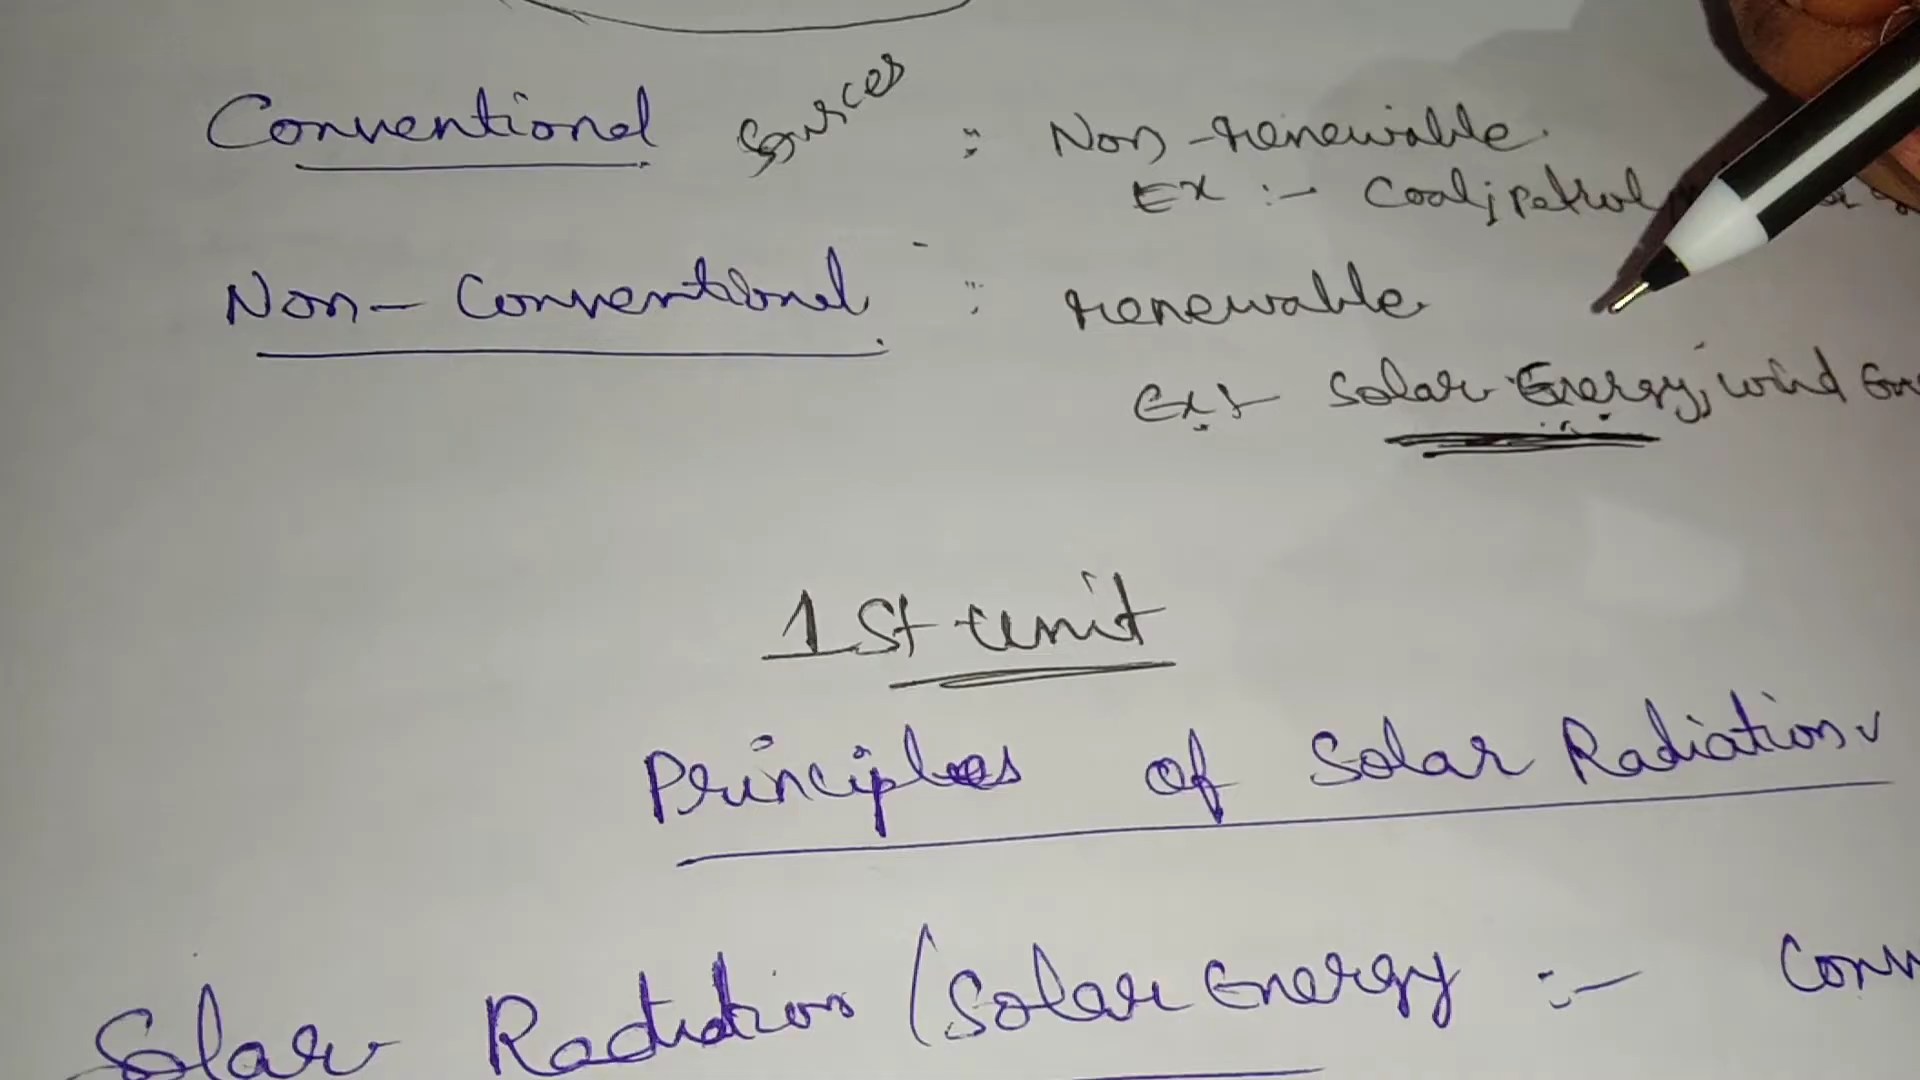 Conventional Sources : Non-renewable.
Ex :- Coal, petrol
Non-Conventional : renewable
Ex :- Solar Energy, wind
1st unit
Principles of Solar Radiation
Solar Radiation (Solar Energy :-